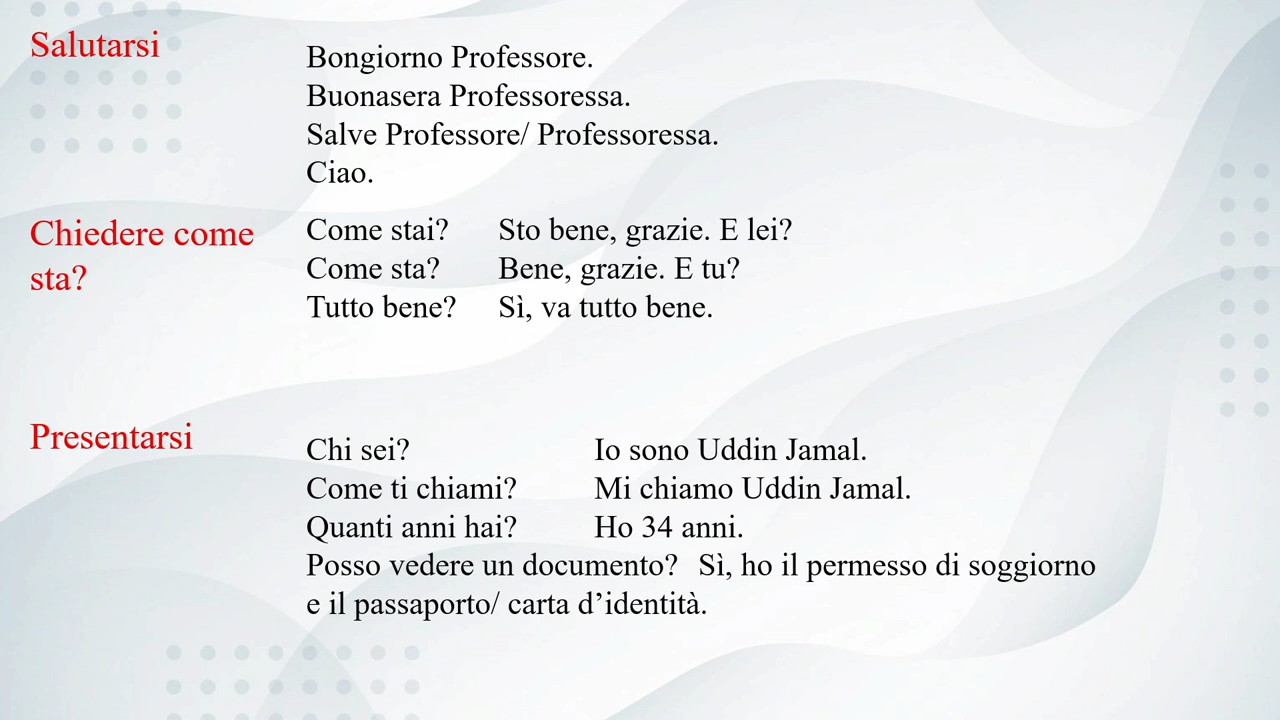 Salutarsi
Bongiorno Professore.
Buonasera Professoressa.
Salve Professore/ Professoressa.
Ciao.
Chiedere come
sta?
Come stai? Sto bene, grazie. E lei?
Come sta? Bene, grazie. E tu?
Tutto bene? Sì, va tutto bene.
Presentarsi
Chi sei? Io sono Uddin Jamal.
Come ti chiami? Mi chiamo Uddin Jamal.
Quanti anni hai? Ho 34 anni.
Posso vedere un documento? Sì, ho il permesso di soggiorno
e il passaporto/ carta d’identità.